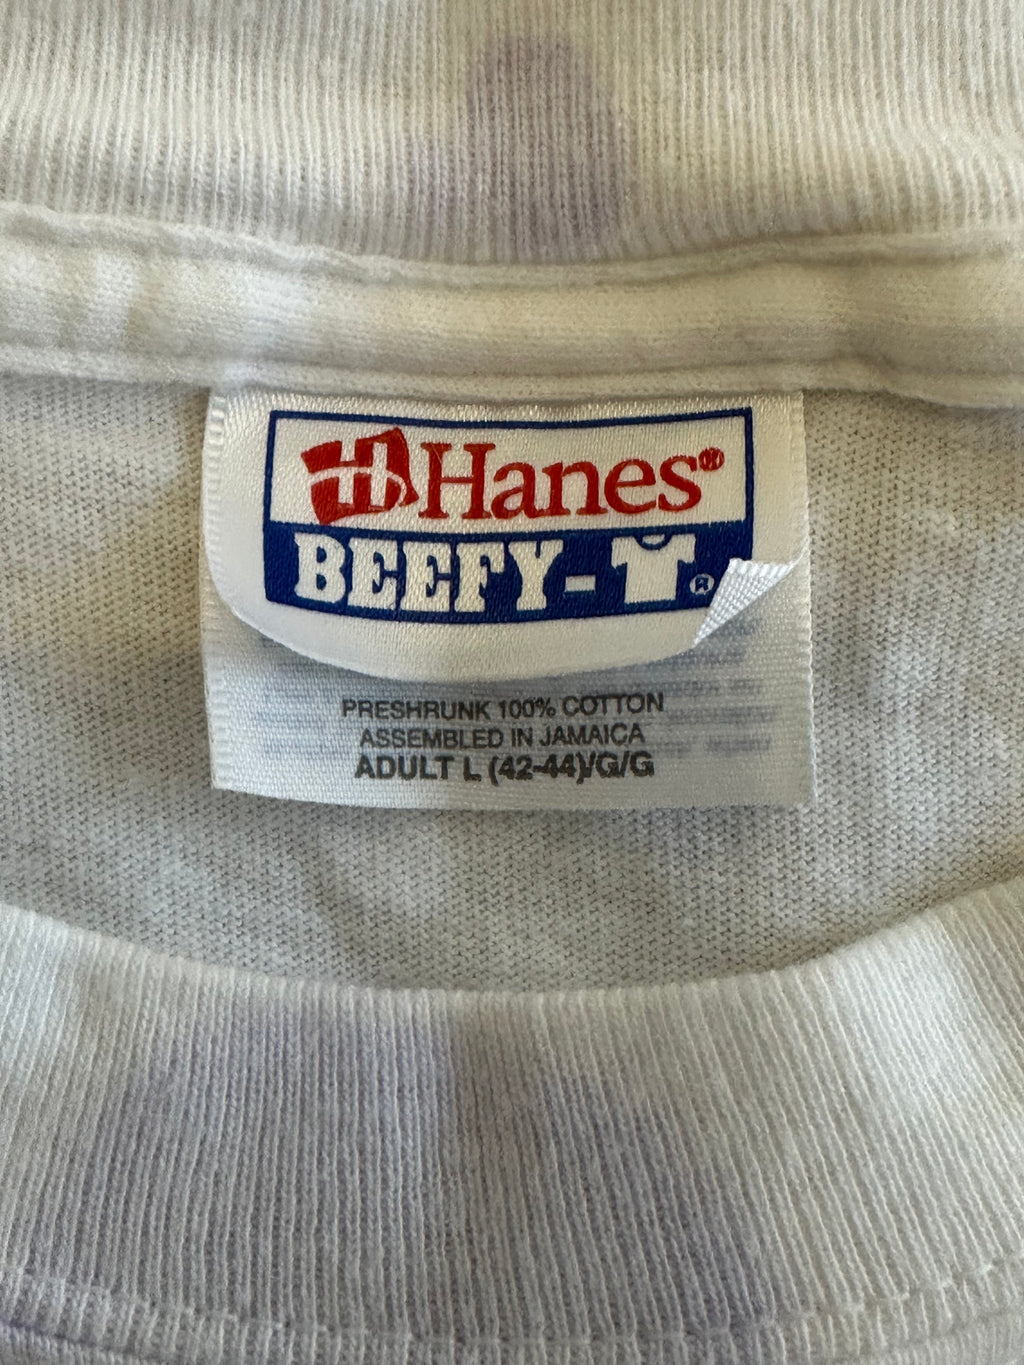 Hanes®
BEEFY-T®
PRESHRUNK 100% COTTON
ASSEMBLED IN JAMAICA
ADULT L (42-44)/G/G